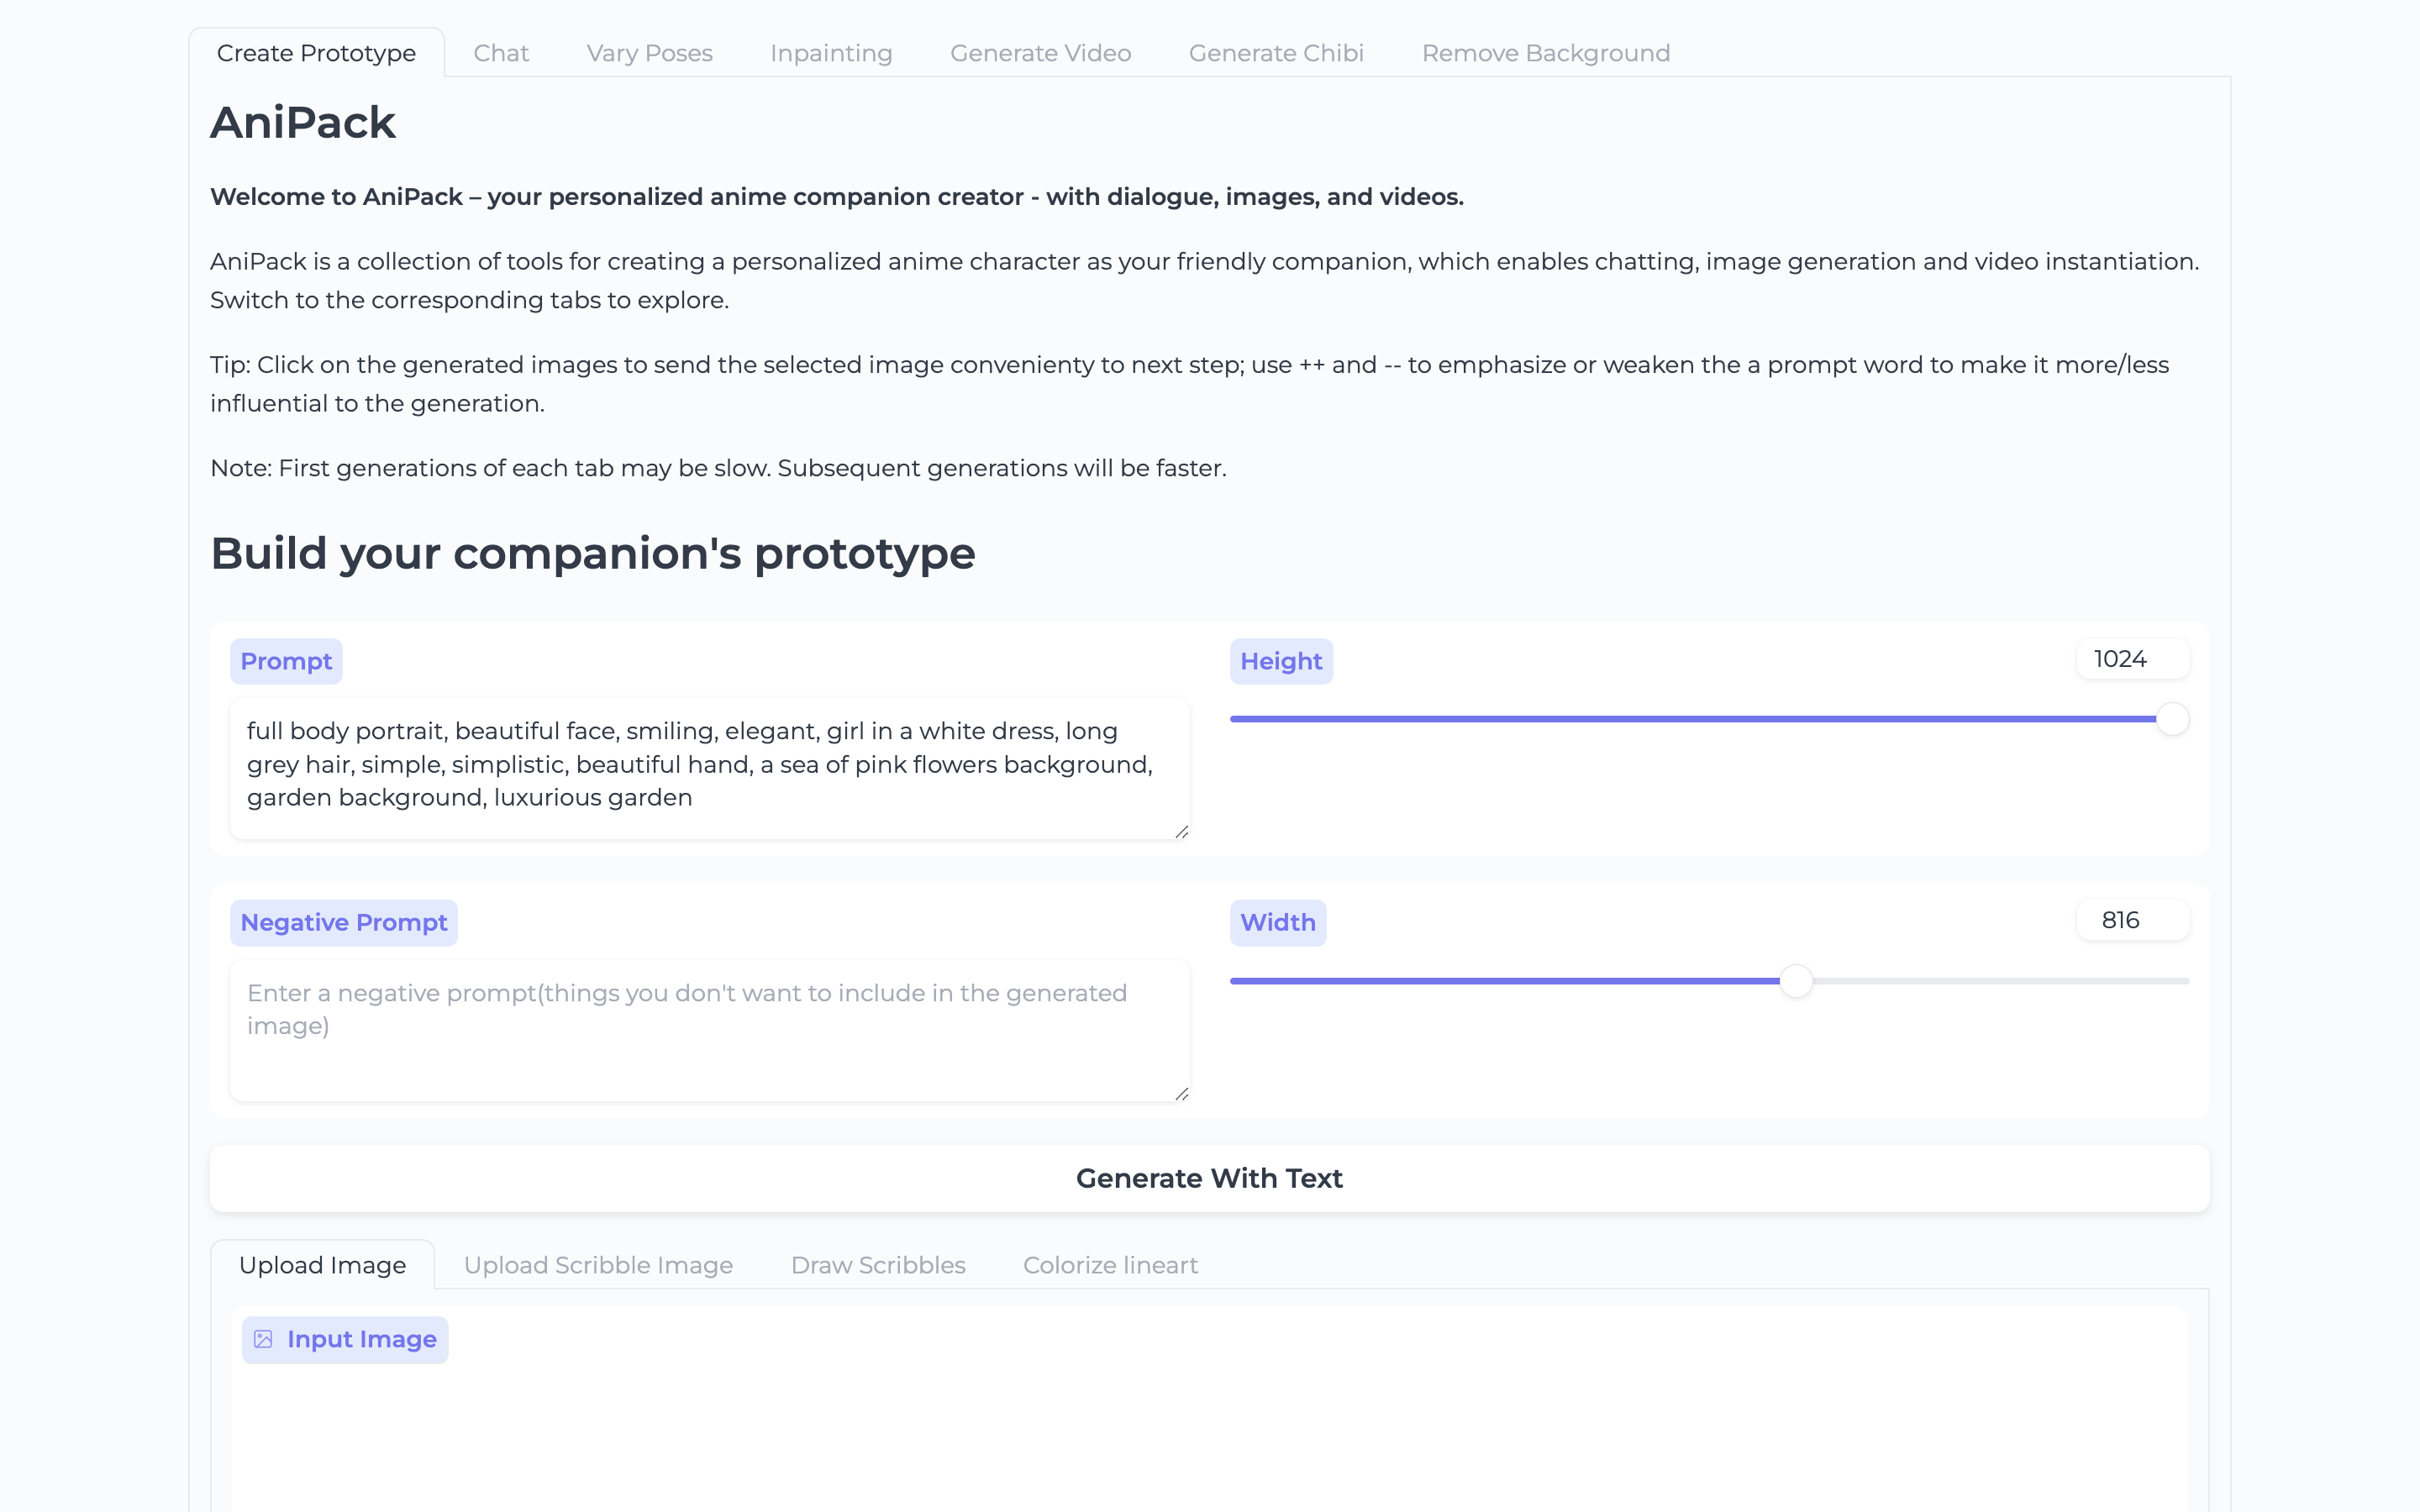 Create Prototype Chat Vary Poses Inpainting Generate Video Generate Chibi Remove Background
AniPack
Welcome to AniPack – your personalized anime companion creator - with dialogue, images, and videos.
AniPack is a collection of tools for creating a personalized anime character as your friendly companion, which enables chatting, image generation and video instantiation.
Switch to the corresponding tabs to explore.
Tip: Click on the generated images to send the selected image convenienty to next step; use ++ and -- to emphasize or weaken the a prompt word to make it more/less
influential to the generation.
Note: First generations of each tab may be slow. Subsequent generations will be faster.
Build your companion's prototype
Prompt
full body portrait, beautiful face, smiling, elegant, girl in a white dress, long
grey hair, simple, simplistic, beautiful hand, a sea of pink flowers background,
garden background, luxurious garden
Height 1024
Negative Prompt
Enter a negative prompt(things you don't want to include in the generated
image)
Width 816
Generate With Text
Upload Image Upload Scribble Image Draw Scribbles Colorize lineart
Input Image